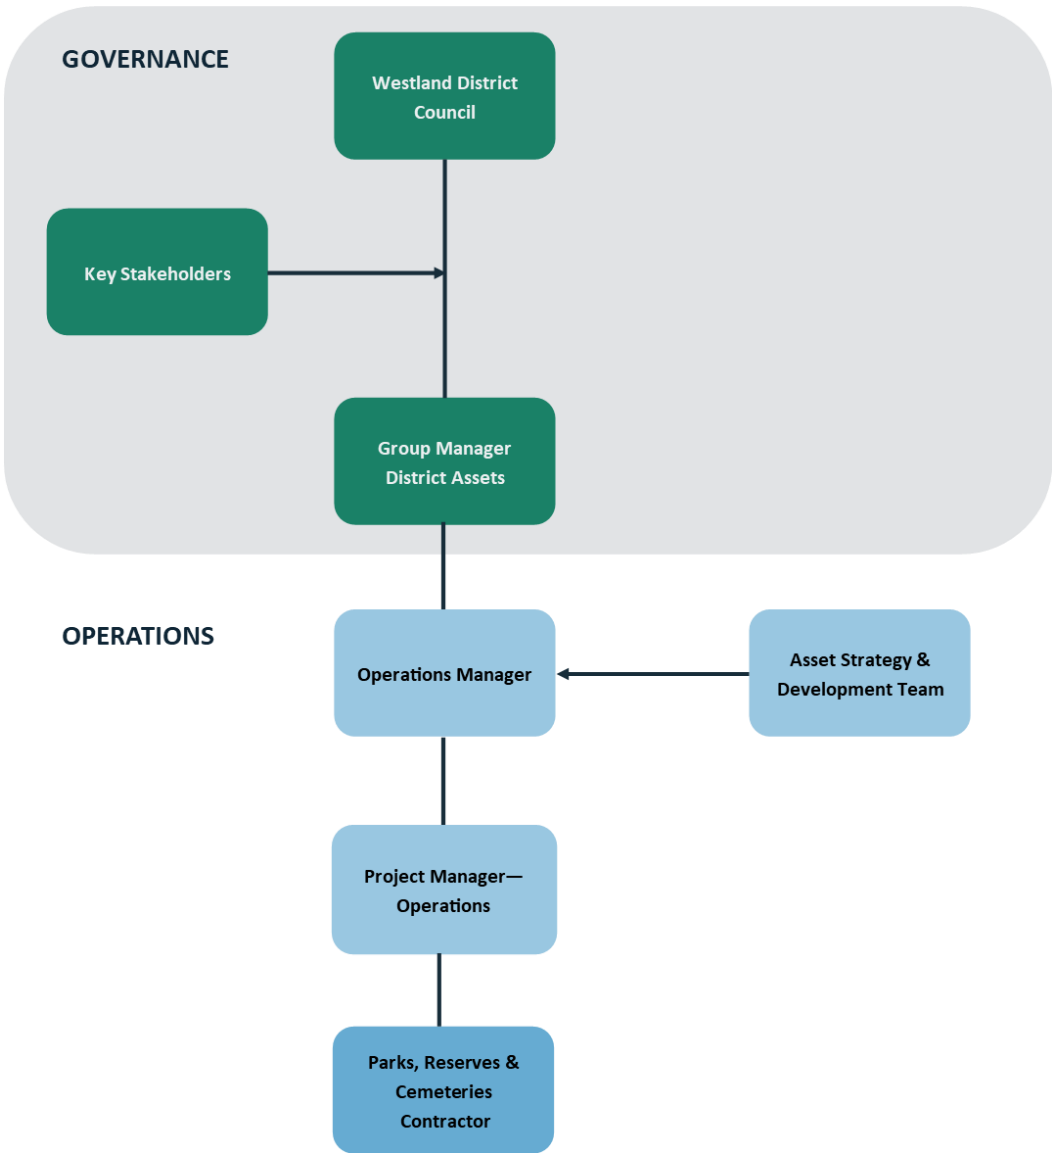 GOVERNANCE
Westland District
Council
Key Stakeholders
Group Manager
District Assets
OPERATIONS
Operations Manager
Asset Strategy &
Development Team
Project Manager—
Operations
Parks, Reserves &
Cemeteries
Contractor